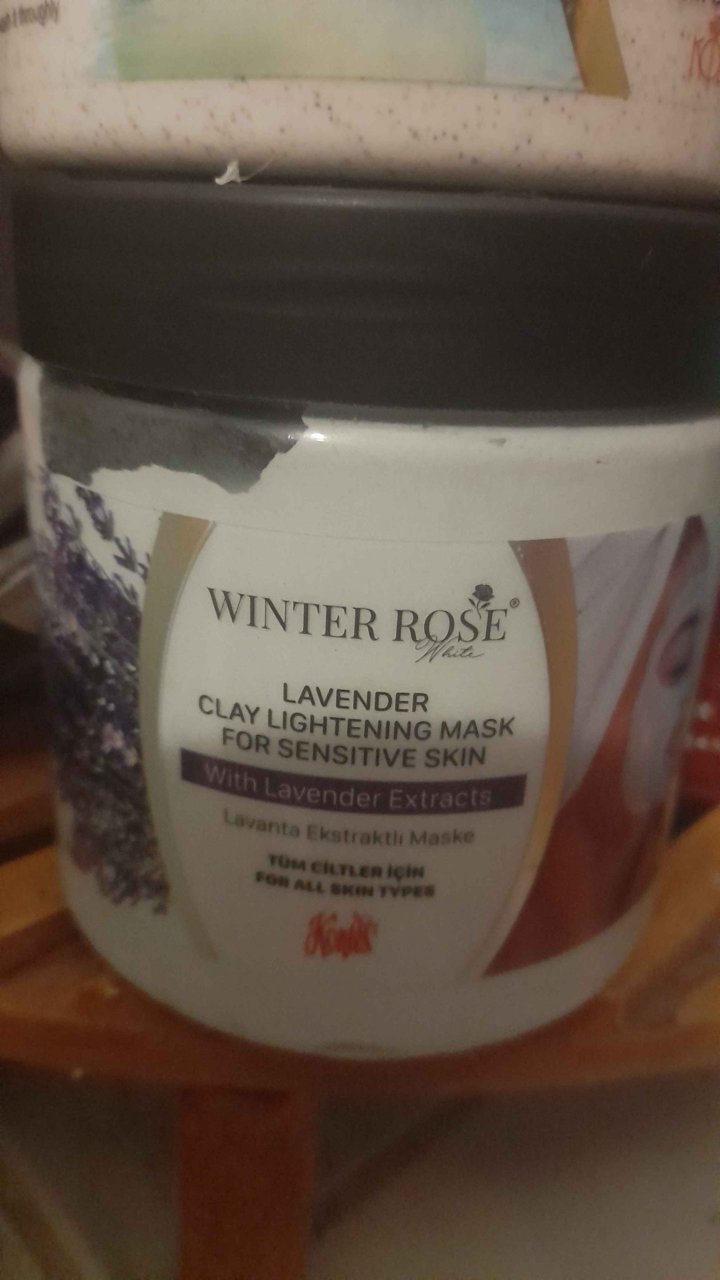 WINTER ROSE®
White
LAVENDER
CLAY LIGHTENING MASK
FOR SENSITIVE SKIN
With Lavender Extracts
Lavanta Ekstraktlı Maske
TÜM CİLTLER İÇİN
FOR ALL SKIN TYPES